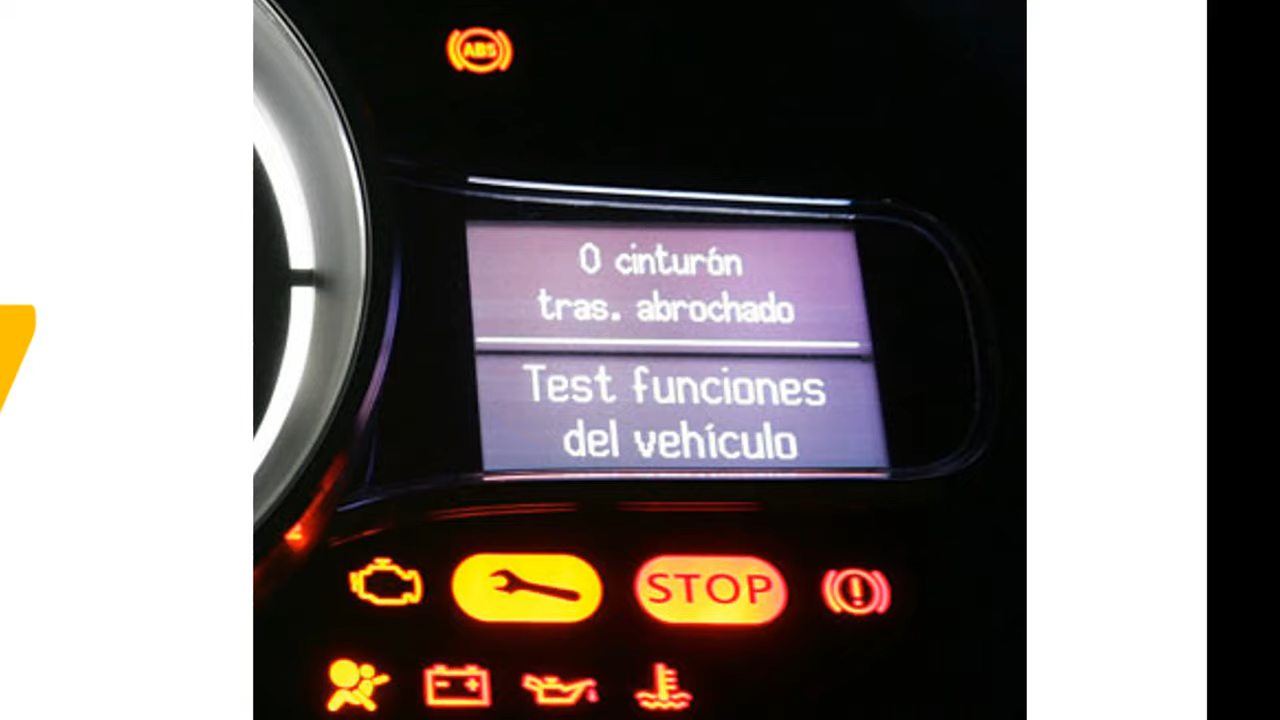 ABS
0 cinturón
tras. abrochado
Test funciones
del vehículo
STOP